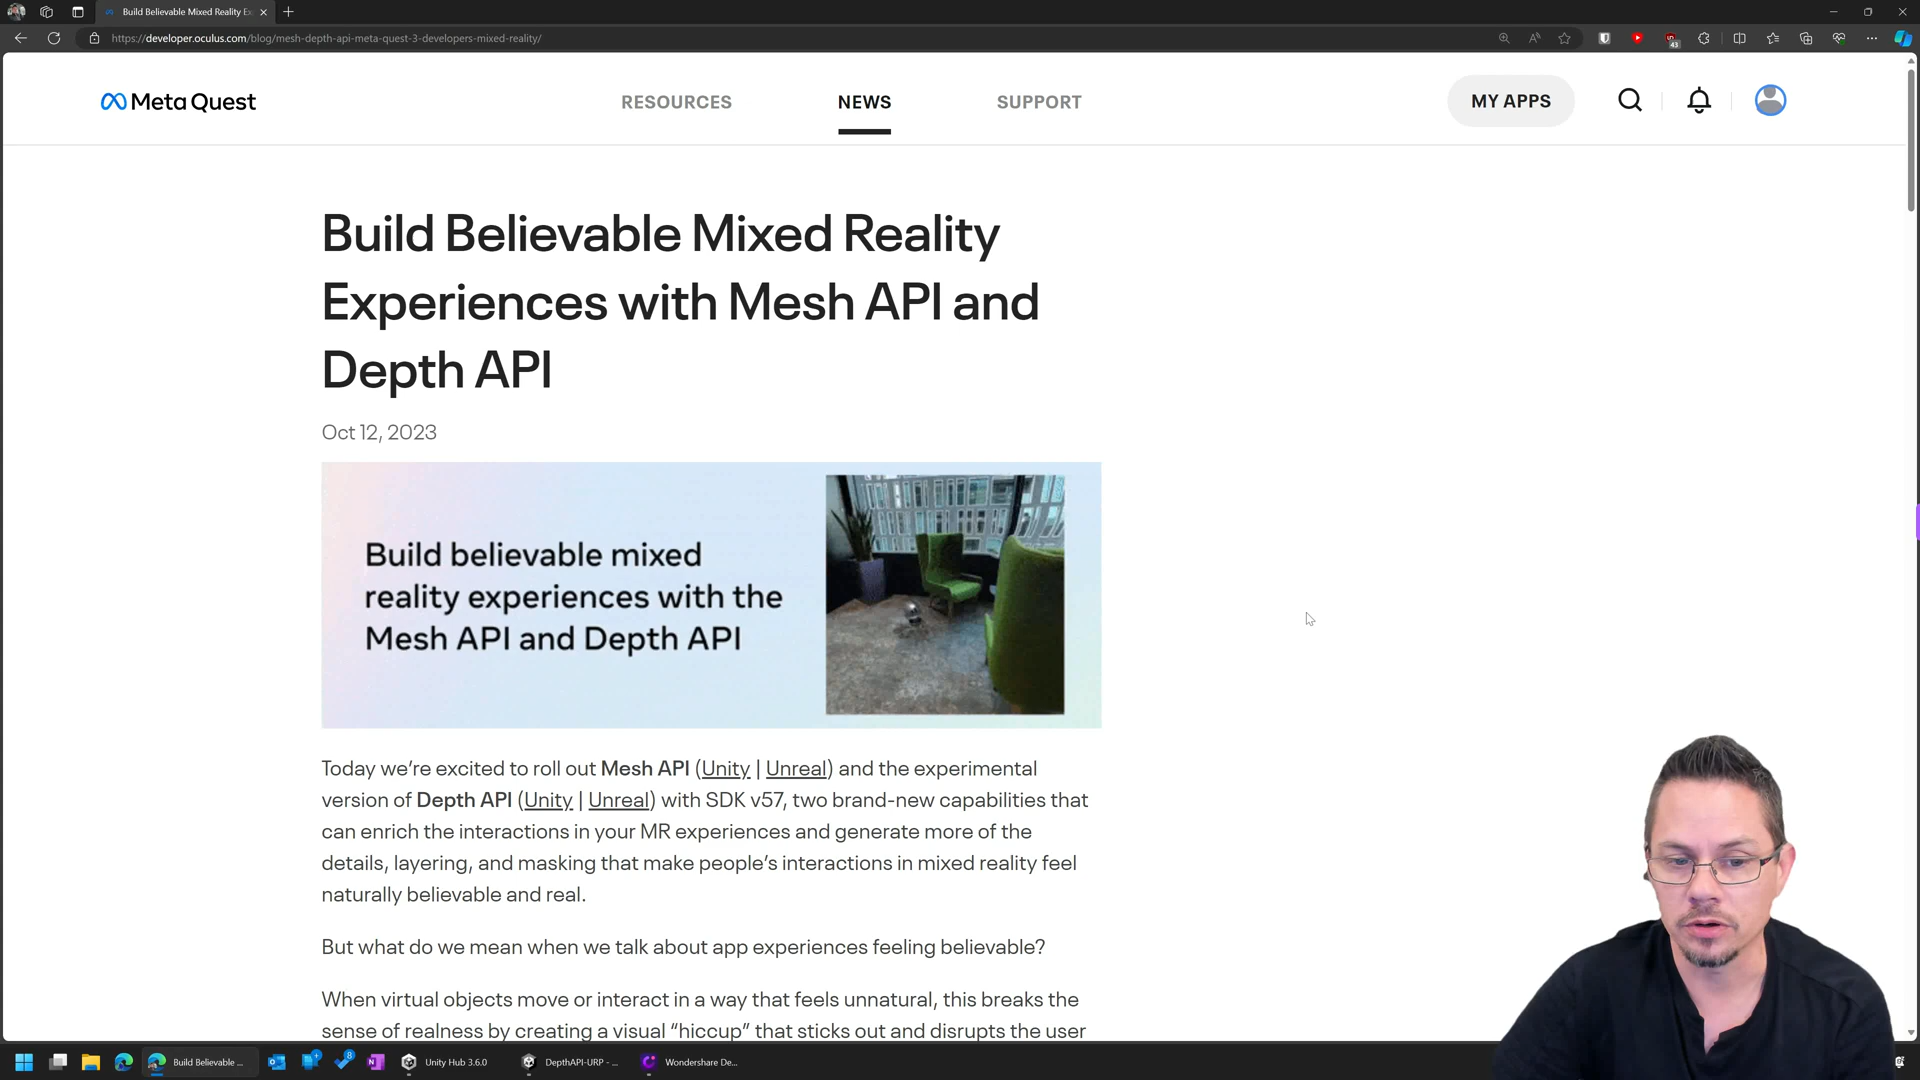 Build Believable Mixed Reality Ex
https://developer.oculus.com/blog/mesh-depth-api-meta-quest-3-developers-mixed-reality/
43
Meta Quest
RESOURCES
NEWS
SUPPORT
MY APPS
Build Believable Mixed Reality
Experiences with Mesh API and
Depth API
Oct 12, 2023
Build believable mixed
reality experiences with the
Mesh API and Depth API
Today we’re excited to roll out Mesh API (Unity | Unreal) and the experimental
version of Depth API (Unity | Unreal) with SDK v57, two brand-new capabilities that
can enrich the interactions in your MR experiences and generate more of the
details, layering, and masking that make people’s interactions in mixed reality feel
naturally believable and real.
But what do we mean when we talk about app experiences feeling believable?
When virtual objects move or interact in a way that feels unnatural, this breaks the
sense of realness by creating a visual “hiccup” that sticks out and disrupts the user
Build Believable ...
8
Unity Hub 3.6.0
DepthAPI-URP - ...
Wondershare De...